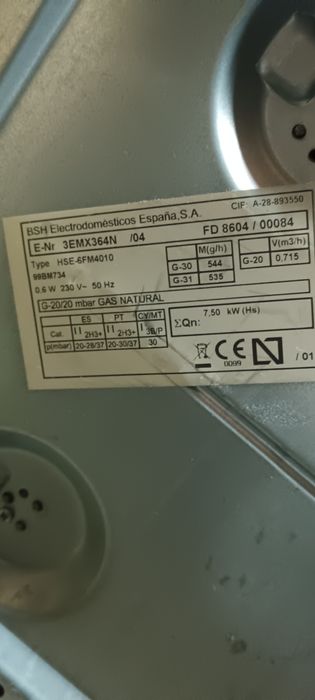 BSH Electrodomésticos España,S.A.
CIF: A-28-893550
E-Nr 3EMX364N /04
FD 8604 / 00084
Type HSE-6FM4010
99BM734
0.6 W 230 V~ 50 Hz
M(g/h)
G-30 544
G-31 535
V(m3/h)
G-20 0,715
G-20/20 mbar GAS NATURAL
ES PT CY/MT
Cat. II 2H3+ II 2H3+ I 3B/P
p(mbar) 20-28/37 20-30/37 30
ΣQn: 7,50 kW (Hs)
CE N / 01
0099